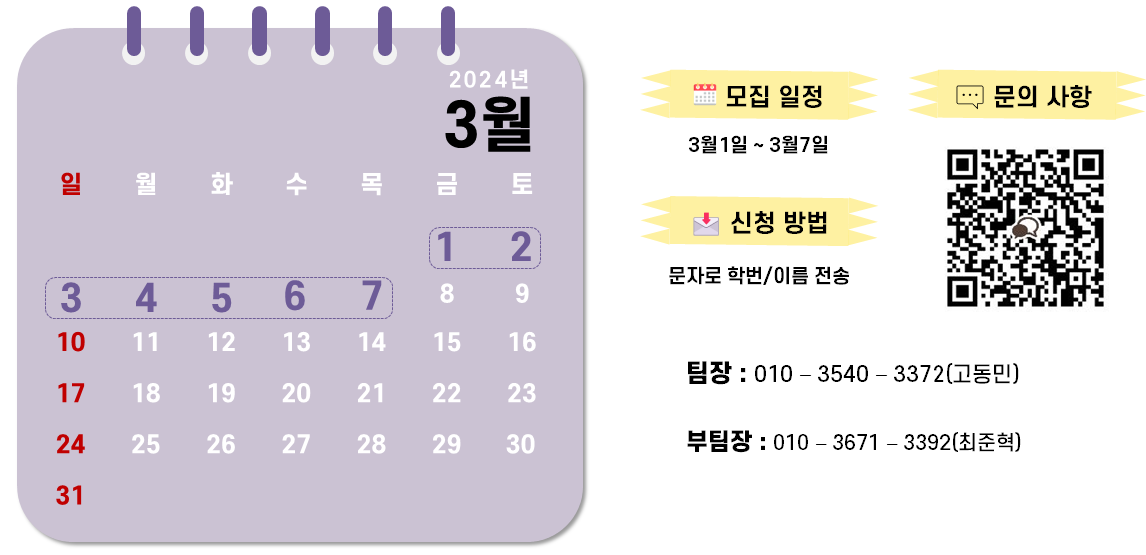 2024년
3월
일 월 화 수 목 금 토
1 2
3 4 5 6 7 8 9
10 11 12 13 14 15 16
17 18 19 20 21 22 23
24 25 26 27 28 29 30
31
모집 일정
3월1일 ~ 3월7일
신청 방법
문자로 학번/이름 전송
문의 사항
팀장 : 010 – 3540 – 3372(고동민)
부팀장 : 010 – 3671 – 3392(최준혁)